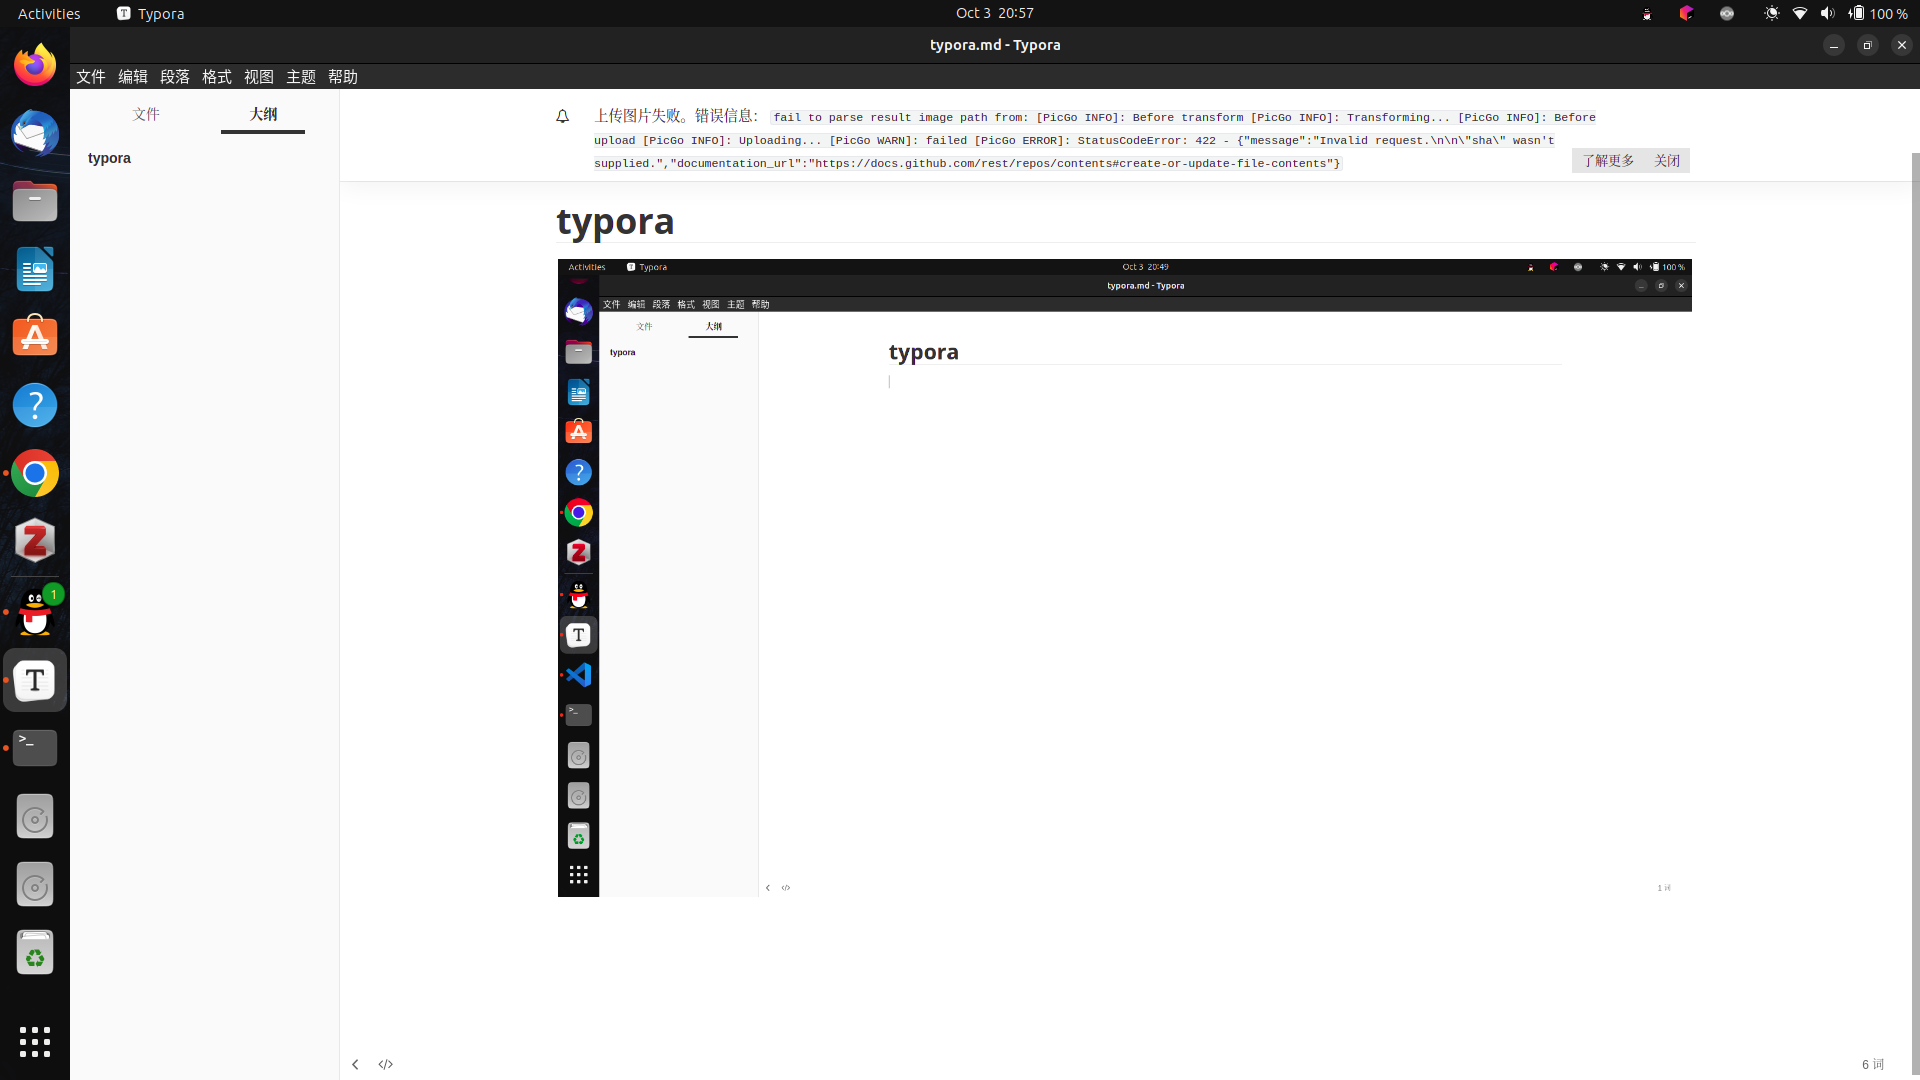 Activities Typora Oct 3 20:57 100 %
typora.md - Typora
文件 编辑 段落 格式 视图 主题 帮助
文件 大纲
typora
上传图片失败。错误信息： fail to parse result image path from: [PicGo INFO]: Before transform [PicGo INFO]: Transforming... [PicGo INFO]: Before
upload [PicGo INFO]: Uploading... [PicGo WARN]: failed [PicGo ERROR]: StatusCodeError: 422 - {"message":"Invalid request.\n\n\"sha\" wasn't
supplied.","documentation_url":"https://docs.github.com/rest/repos/contents#create-or-update-file-contents"}
了解更多 关闭
typora
Activities Typora Oct 3 20:49 100 %
typora.md - Typora
文件 编辑 段落 格式 视图 主题 帮助
文件 大纲
typora
typora
?
Z
T
>_
</>
1 词
?
Z
1
T
>_
</>
6 词